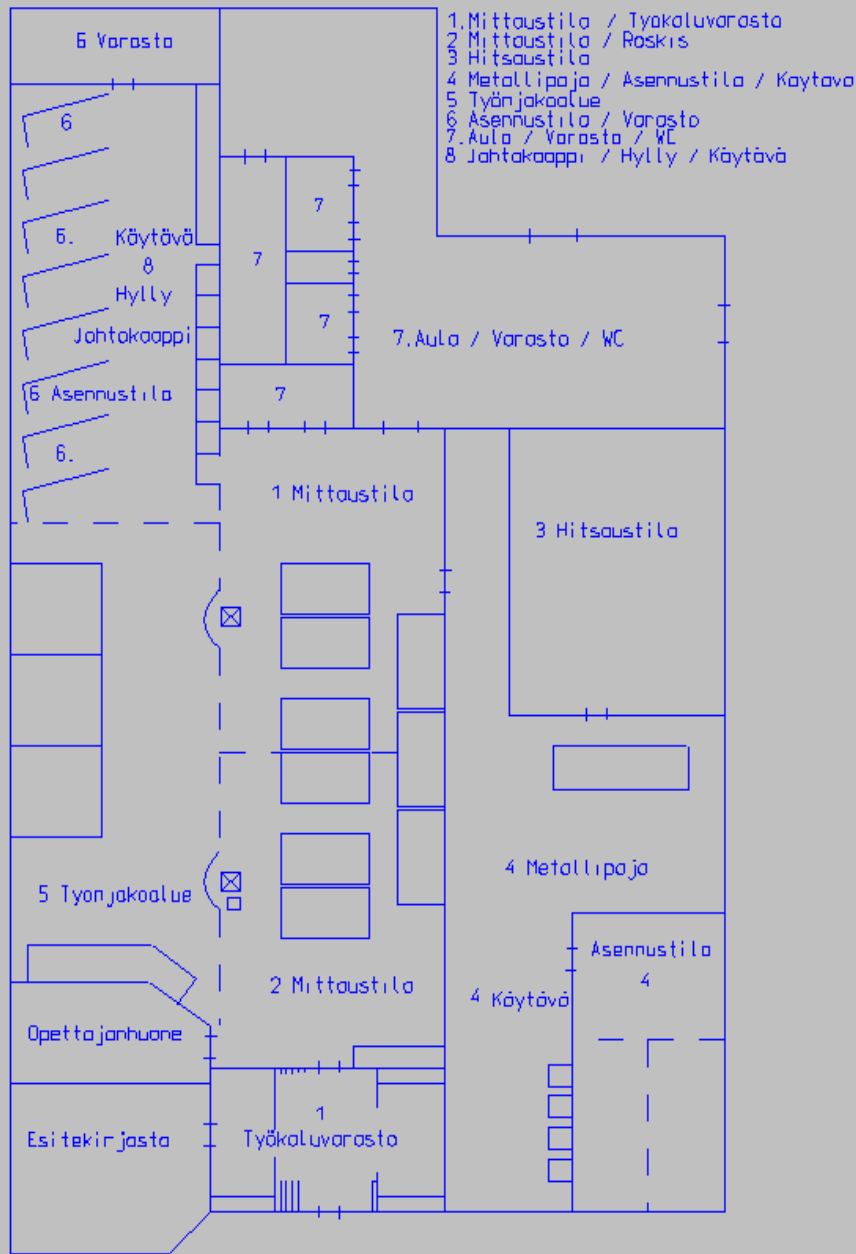 1.Mittaustila / Työkaluvarasto
2 Mittaustila / Roskis
3 Hitsaustila
4 Metallipaja / Asennustila / Käytävä
5 Työnjakoalue
6 Asennustila / Varasto
7.Aula / Varasto / WC
8 Johtokaappi / Hylly / Käytävä
6 Varasto
6
7
6.
Käytävä
7
8
Hylly
7
Johtokaappi
7.Aula / Varasto / WC
6 Asennustila
7
6.
1 Mittaustila
3 Hitsaustila
4 Metallipaja
5 Työnjakoalue
Asennustila
4
2 Mittaustila
4 Käytävä
Opettajanhuone
1
Työkaluvarasto
Esitekirjasta